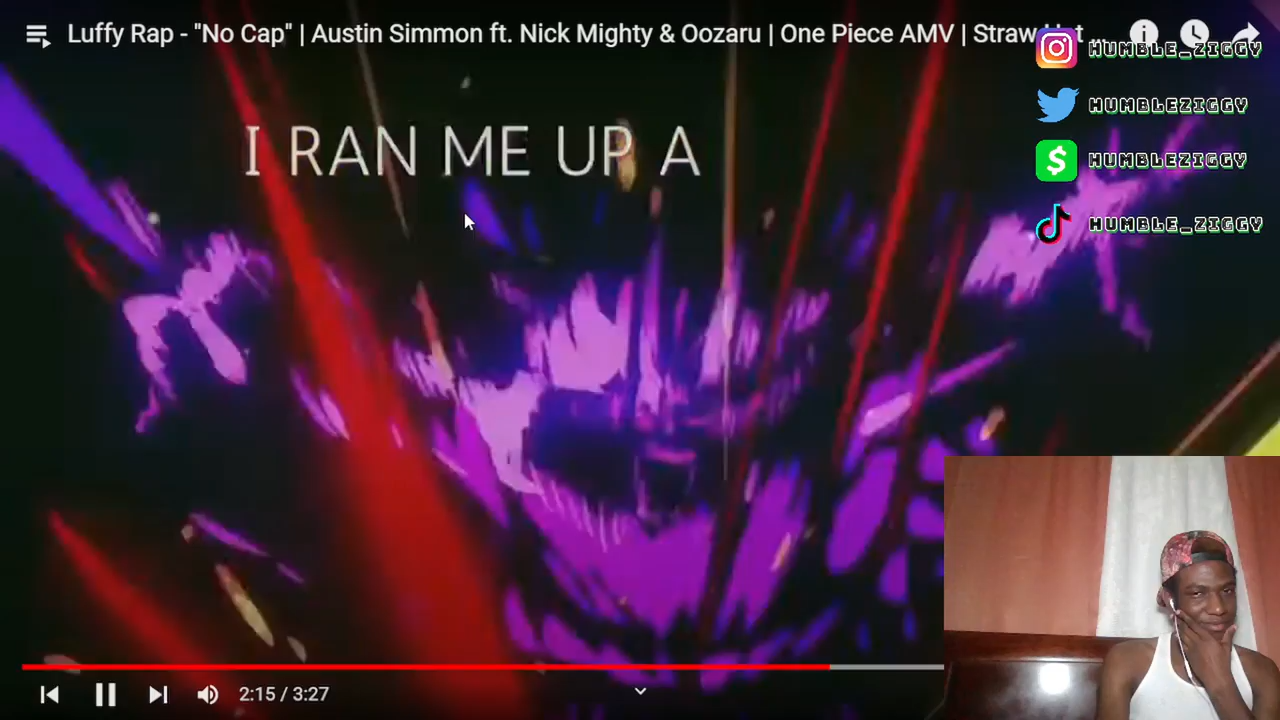 Luffy Rap - "No Cap" | Austin Simmon ft. Nick Mighty & Oozaru | One Piece AMV | Straw
HUMBLE_ZIGGY
HUMBLEZIGGY
HUMBLEZIGGY
HUMBLE_ZIGGY
I RAN ME UP A
2:15 / 3:27